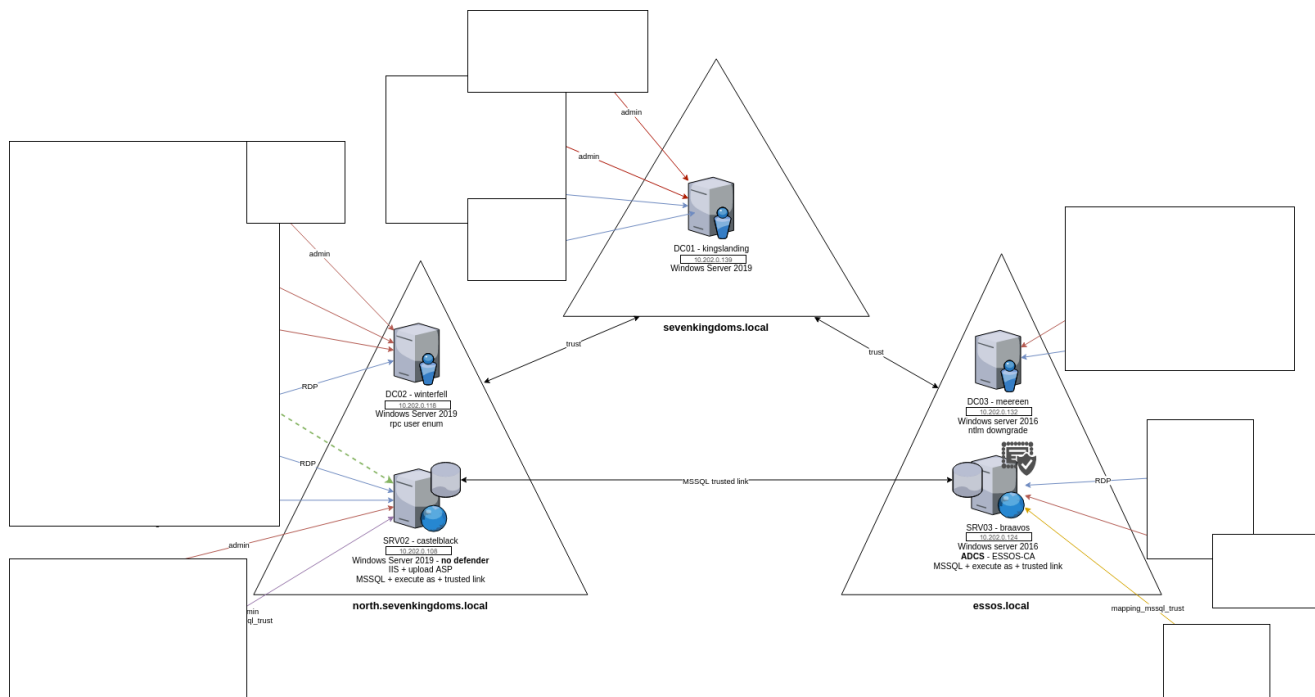 admin
admin
DC01 - kingslanding
10.202.0.139
Windows Server 2019
sevenkingdoms.local
trust
trust
admin
RDP
DC02 - winterfell
10.202.0.116
Windows Server 2019
rpc user enum
RDP
SRV02 - castelblack
10.202.0.108
Windows Server 2019 - no defender
IIS + upload ASP
MSSQL + execute as + trusted link
admin
min
ql_trust
north.sevenkingdoms.local
MSSQL trusted link
DC03 - meereen
10.202.0.132
Windows server 2016
ntlm downgrade
RDP
SRV03 - braavos
10.202.0.124
Windows server 2016
ADCS - ESSOS-CA
MSSQL + execute as + trusted link
essos.local
mapping_mssql_trust